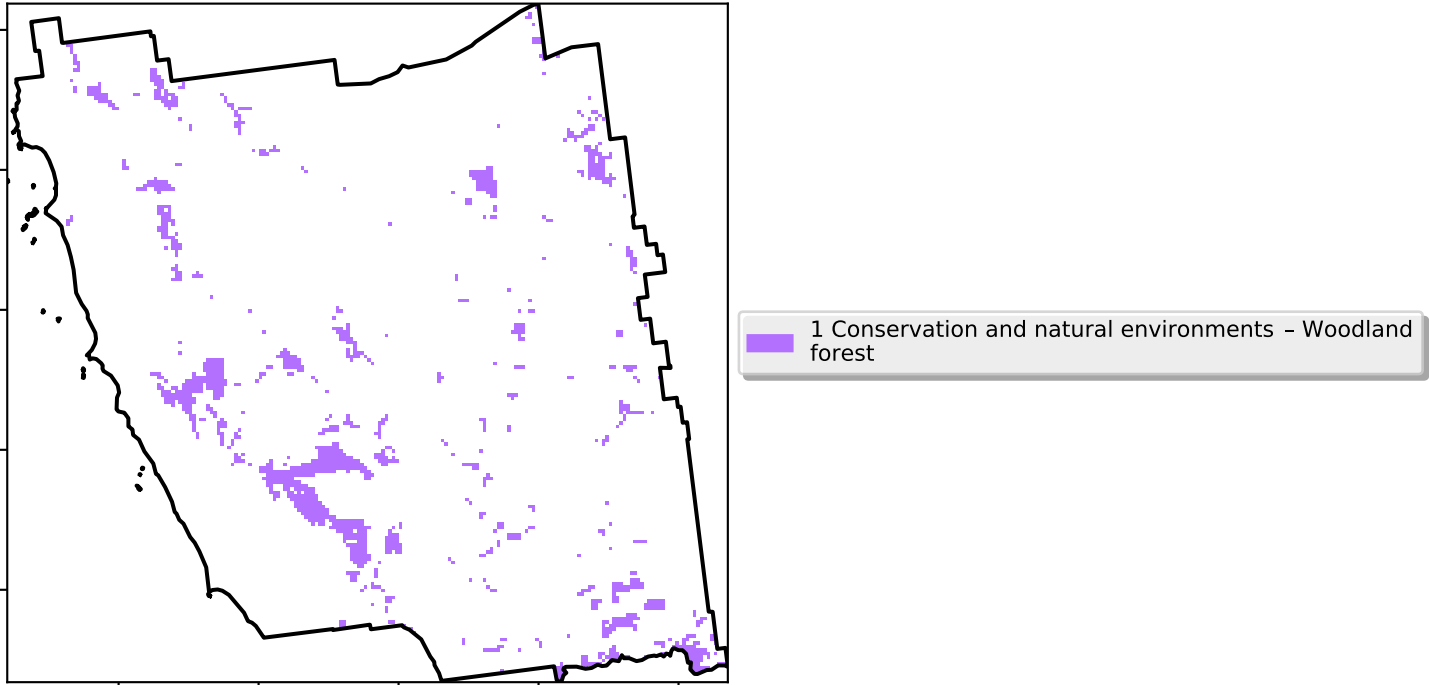 1 Conservation and natural environments – Woodland
forest